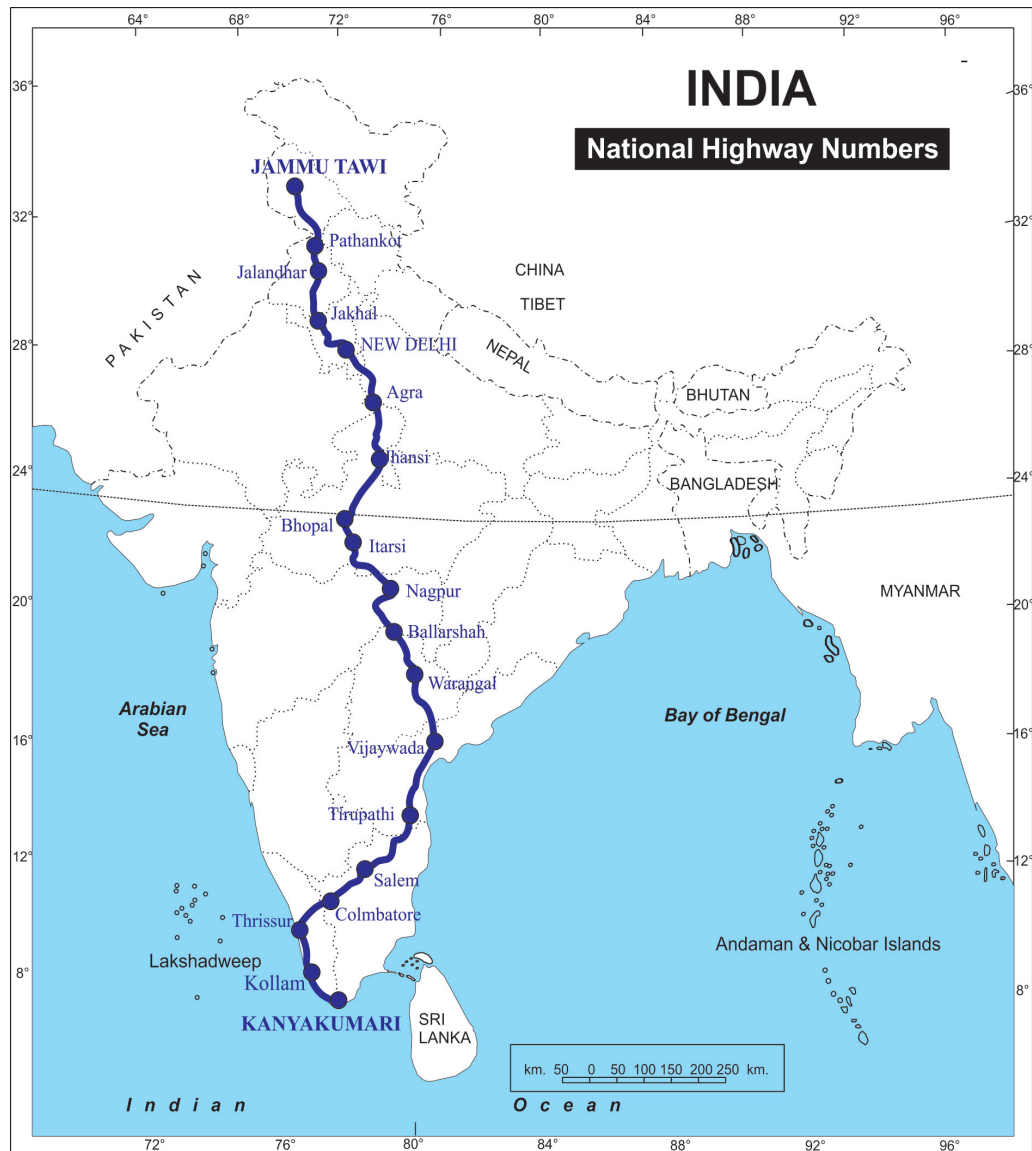 64° 68° 72° 76° 80° 84° 88° 92° 96°
INDIA
National Highway Numbers
36° 36°
JAMMU TAWI
32° 32°
Pathankot
Jalandhar
CHINA
TIBET
PAKISTAN
Jakhal
28° 28°
NEW DELHI
NEPAL
Agra
BHUTAN
Jhansi
24° 24°
BANGLADESH
Bhopal
Itarsi
Nagpur
MYANMAR
20° 20°
Ballarshah
Warangal
Arabian
Sea
Bay of Bengal
16° 16°
Vijaywada
Tirupathi
12° 12°
Salem
Colmbatore
Thrissur
Andaman & Nicobar Islands
Lakshadweep
8° 8°
Kollam
KANYAKUMARI
SRI
LANKA
km. 50 0 50 100 150 200 250 km.
Indian Ocean
72° 76° 80° 84° 88° 92° 96°